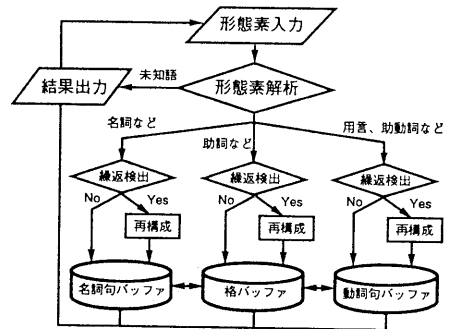 形態素入力
未知語
結果出力
形態素解析
名詞など
助詞など
用言、助動詞など
繰返検出
繰返検出
繰返検出
No
Yes
No
Yes
No
Yes
再構成
再構成
再構成
名詞句バッファ
格バッファ
動詞句バッファ